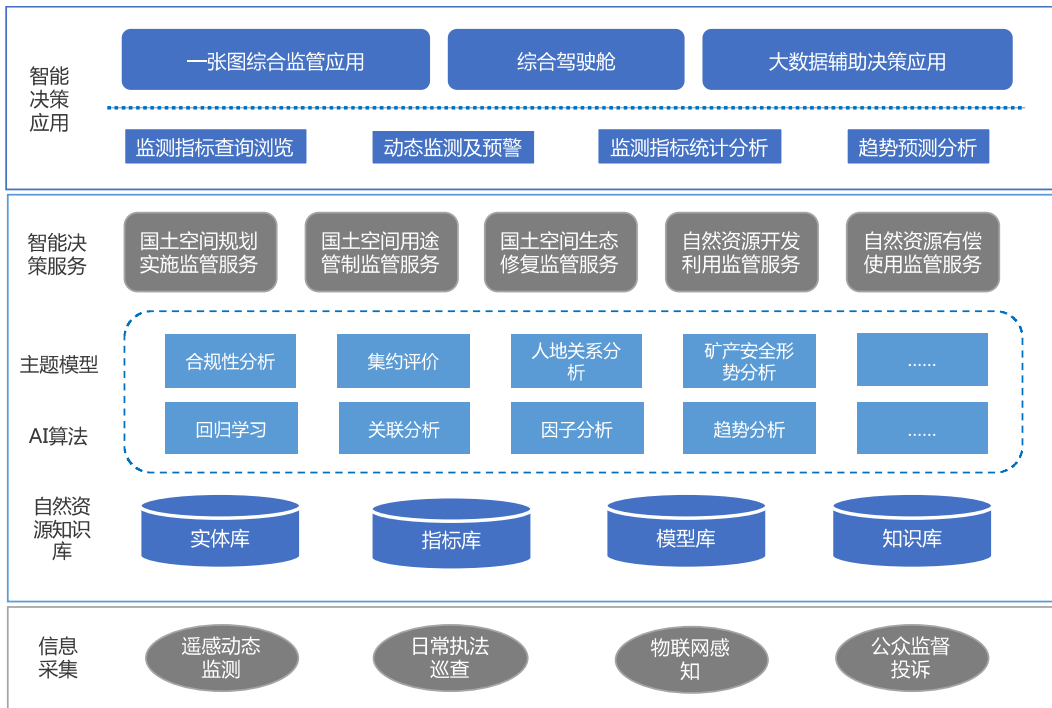 智能
决策
应用
一张图综合监管应用
综合驾驶舱
大数据辅助决策应用
监测指标查询浏览
动态监测及预警
监测指标统计分析
趋势预测分析
智能决
策服务
国土空间规划
实施监管服务
国土空间用途
管制监管服务
国土空间生态
修复监管服务
自然资源开发
利用监管服务
自然资源有偿
使用监管服务
主题模型
合规性分析
集约评价
人地关系分
析
矿产安全形
势分析
……
AI算法
回归学习
关联分析
因子分析
趋势分析
……
自然资
源知识
库
实体库
指标库
模型库
知识库
信息
采集
遥感动态
监测
日常执法
巡查
物联网感
知
公众监督
投诉